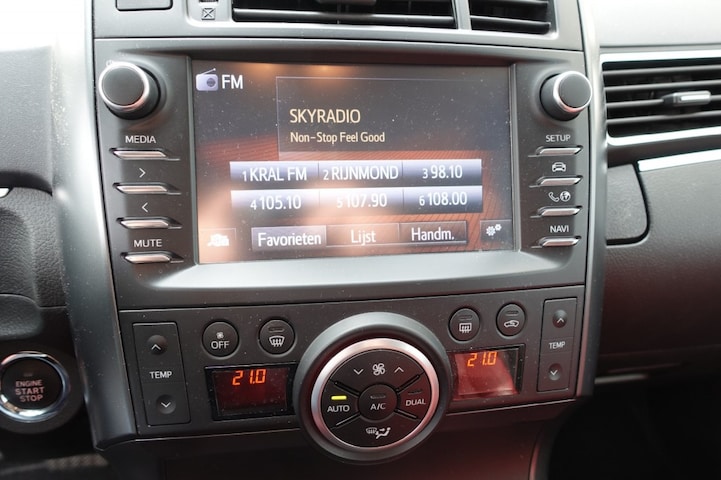 FM
SKYRADIO
Non-Stop Feel Good
1 KRAL FM 2 RIJNMOND 3 98.10
4 105.10 5 107.90 6 108.00
Favorieten Lijst Handm.
MEDIA
MUTE
SETUP
NAVI
OFF
TEMP
21.0
AUTO
A/C
DUAL
21.0
TEMP
ENGINE
START
STOP